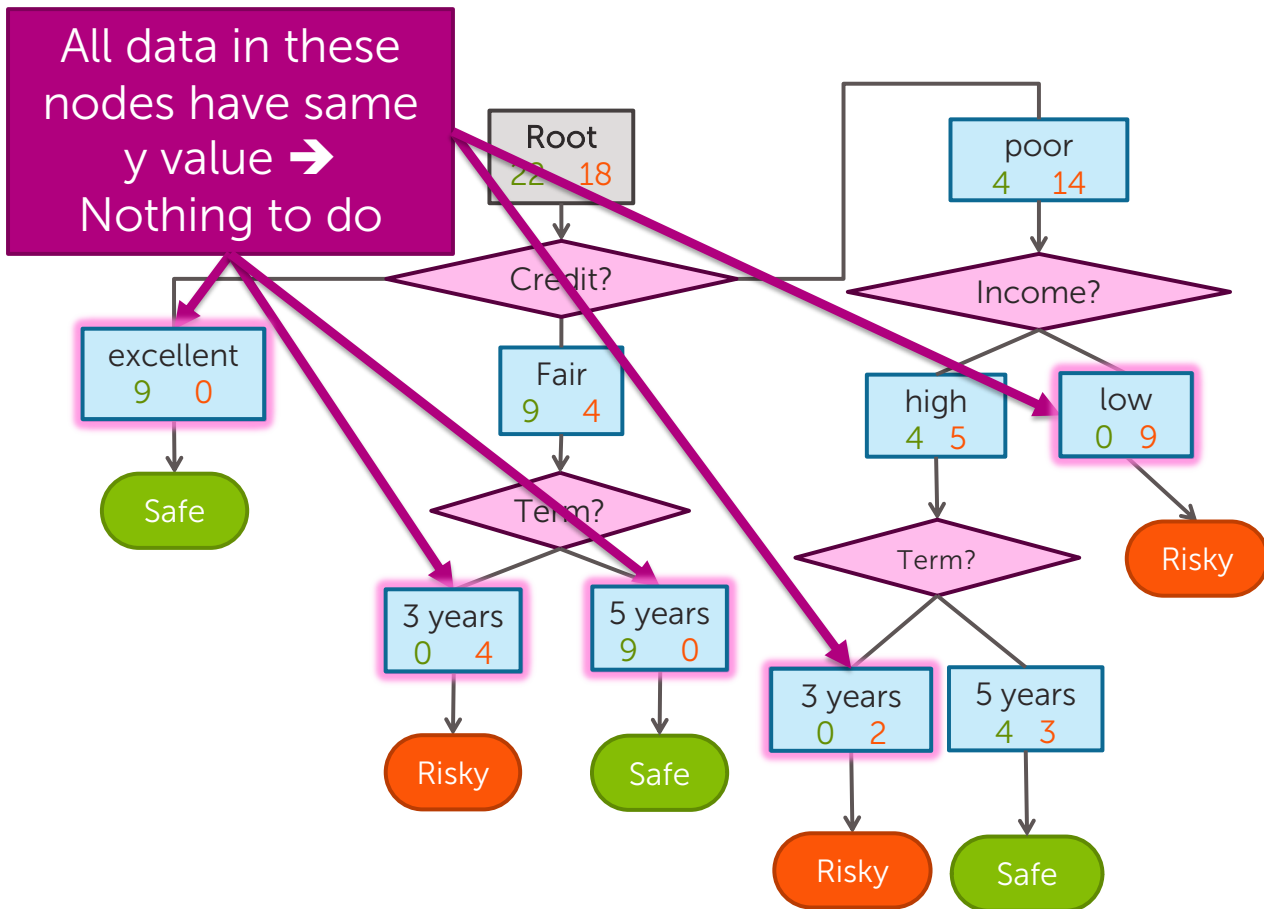 All data in these
nodes have same
y value ➔
Nothing to do
Root
22 18
poor
4 14
Credit?
Income?
excellent
9 0
Fair
9 4
high
4 5
low
0 9
Safe
Term?
Term?
Risky
3 years
0 4
5 years
9 0
3 years
0 2
5 years
4 3
Risky
Safe
Risky
Safe